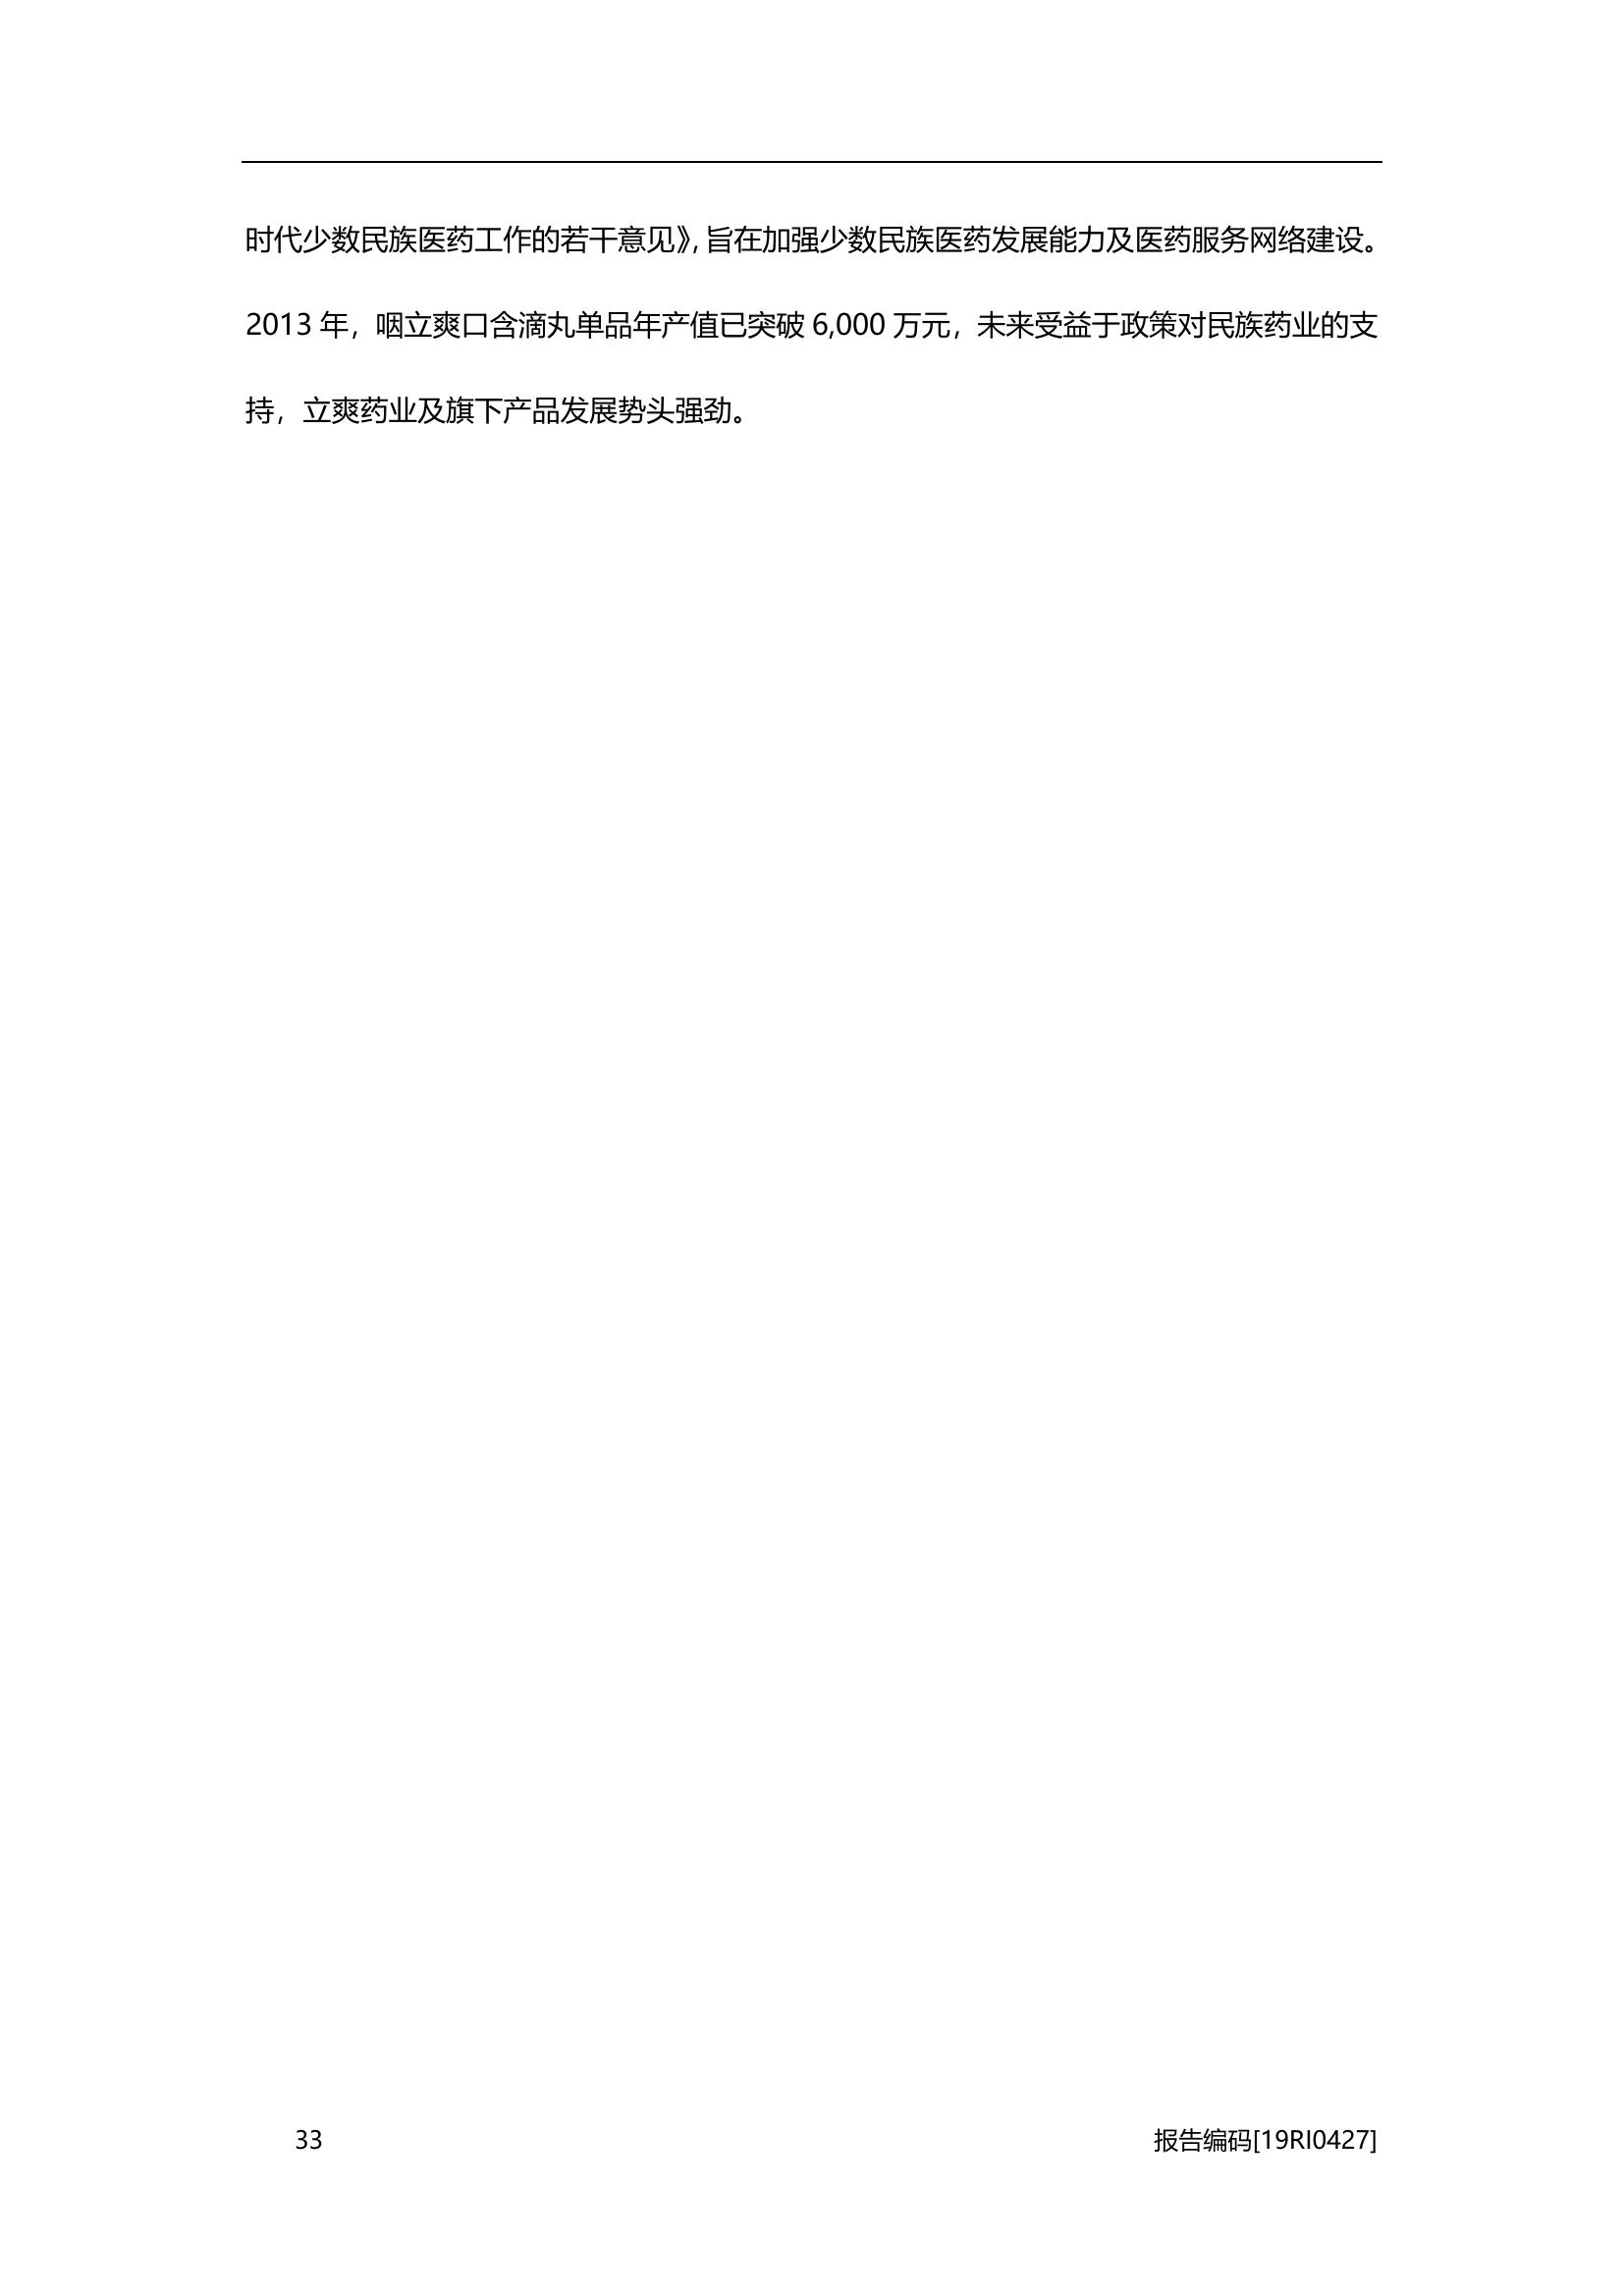 时代少数民族医药工作的若干意见》，旨在加强少数民族医药发展能力及医药服务网络建设。
2013 年，咽立爽口含滴丸单品年产值已突破 6,000 万元，未来受益于政策对民族药业的支
持，立爽药业及旗下产品发展势头强劲。
33 报告编码[19RI0427]